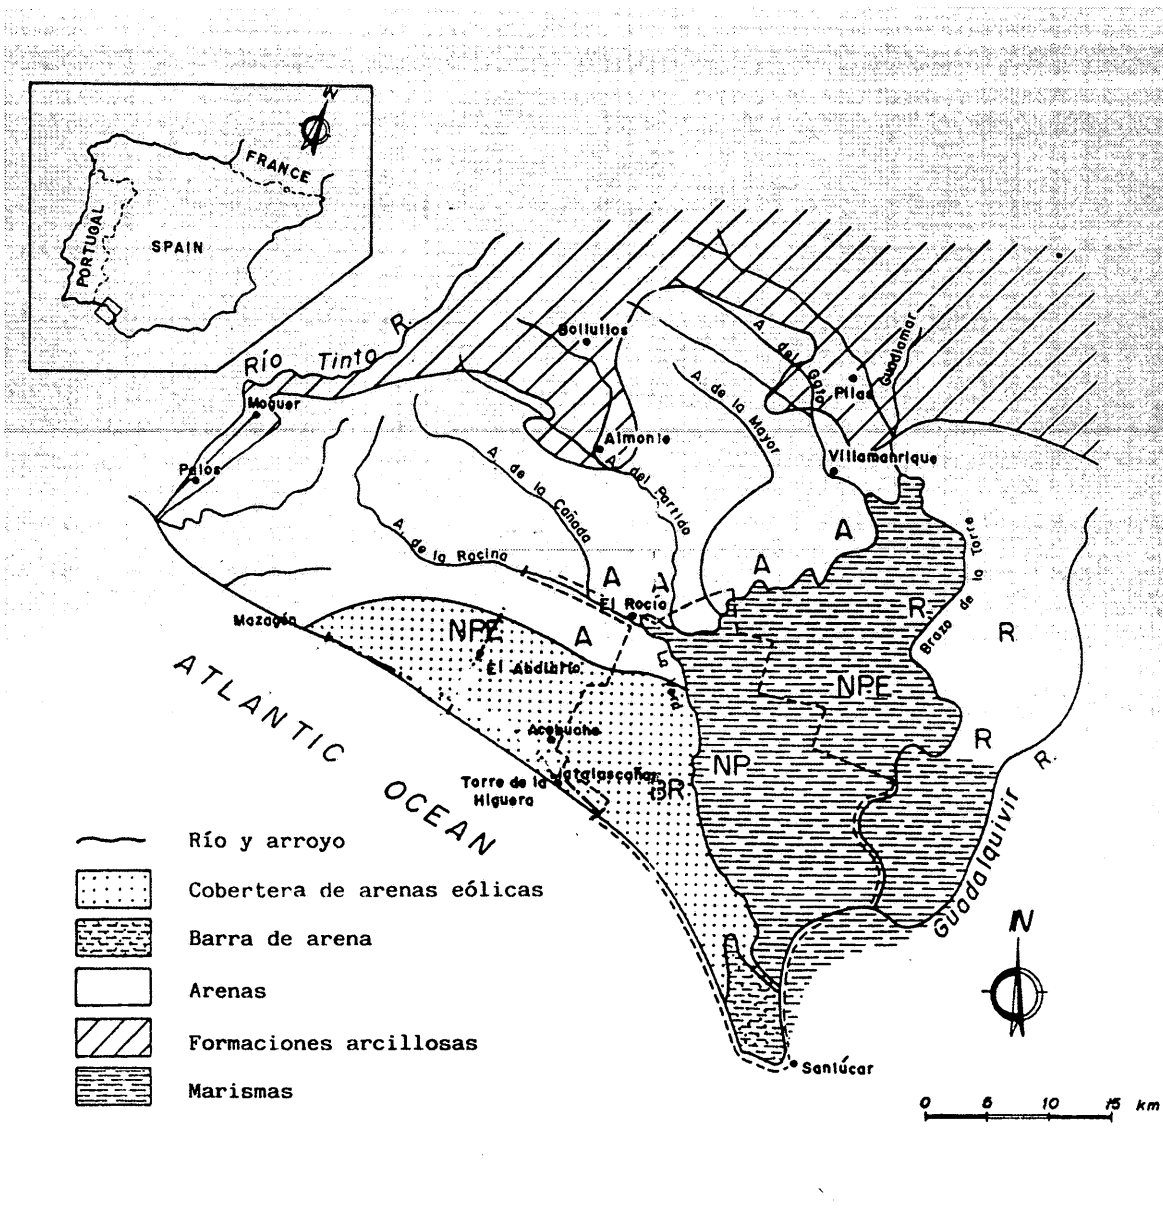 N
FRANCE
PORTUGAL
SPAIN
Río Tinto R.
Bollullos
A. del Gato
Guadiamar
Pilas
Moguer
A. de la Mayor
Almonte
Villamanrique
Palos
A. de la Cañada
A. del Partido
A. de la Rocina
A
Brazo de la Torre
A
A
A
El Rocío
R
Mazagón
NPE
A
R
El Abalario
NPE
Acebuche
R
NP
R.
Torre de la
Higuera
Matalascañas
BR
ATLANTIC OCEAN
Guadalquivir
Río y arroyo
Cobertera de arenas eólicas
Barra de arena
Arenas
Formaciones arcillosas
Marismas
N
Sanlúcar
0 5 10 15 km